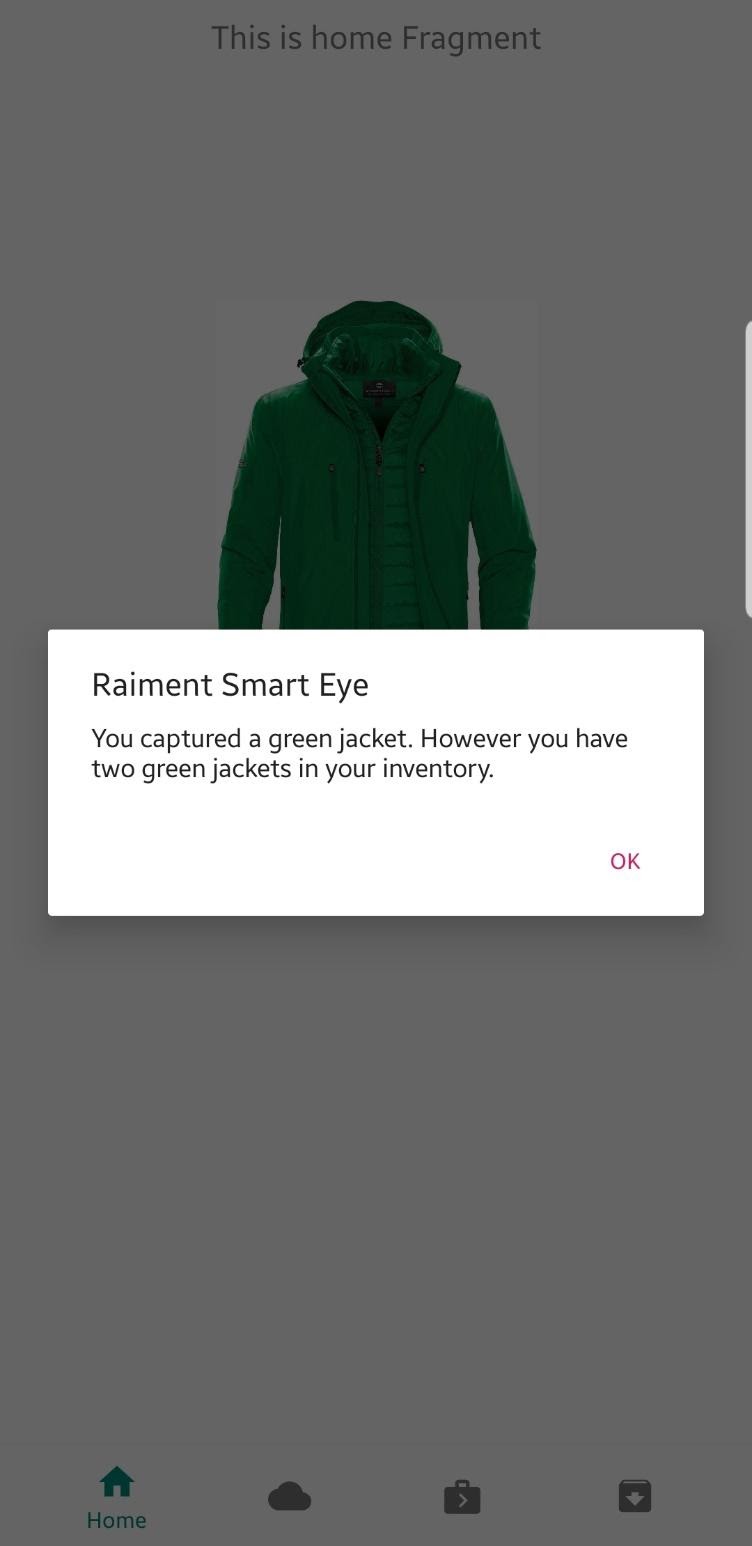 This is home Fragment
Raiment Smart Eye
You captured a green jacket. However you have
two green jackets in your inventory.
OK
Home